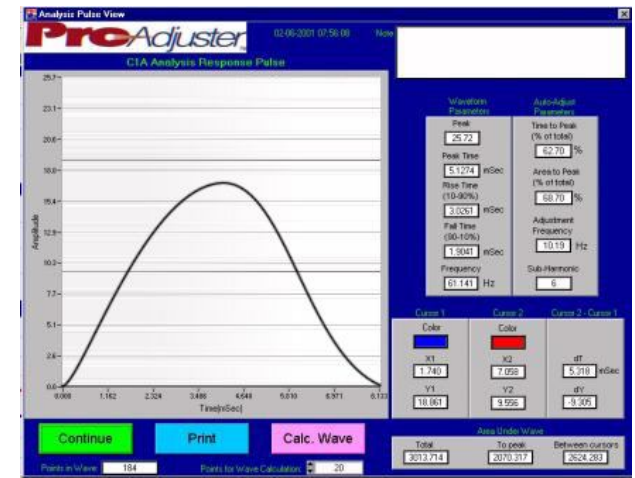 Analysis Pulse View
ProAdjuster
02-06-2001 07:56:08
Note
C1A Analysis Response Pulse
25.7
23.1
20.6
18.0
15.4
12.9
10.2
7.7
5.1
2.6
0.0
Amplitude
0.000 1.162 2.324 3.486 4.648 5.810 6.971 8.133
Time(mSec)
Waveform Parameters
Peak
25.72
Peak Time
5.1274 mSec
Rise Time
(10-90%)
3.0261 mSec
Fall Time
(90-10%)
1.9041 mSec
Frequency
61.141 Hz
Auto-Adjust Parameters
Time to Peak
(% of total)
62.70 %
Area to Peak
(% of total)
68.70 %
Adjustment
Frequency
10.19 Hz
Sub-Harmonic
6
Cursor 1 Cursor 2 Cursor 2 - Cursor 1
Color Color
X1 X2 dT
1.740 7.058 5.318 mSec
Y1 Y2 dY
18.861 9.556 -9.305
Continue Print Calc. Wave
Points in Wave: 184 Points for Wave Calculation: 20
Area Under Wave
Total To peak Between cursors
3013.714 2070.317 2624.283